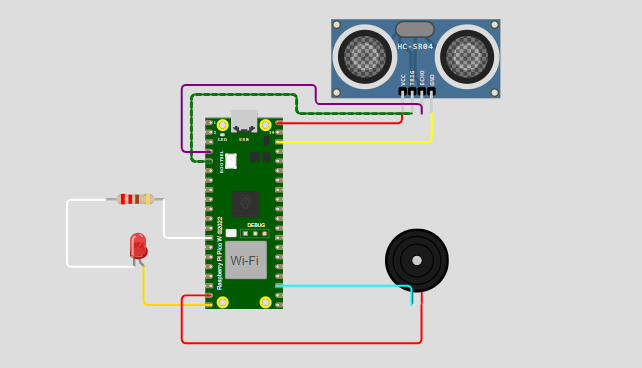 HC-SR04
VCC
TRIG
ECHO
GND
LED
USB
BOOTSEL
DEBUG
Raspberry Pi Pico W ©2022
Wi-Fi